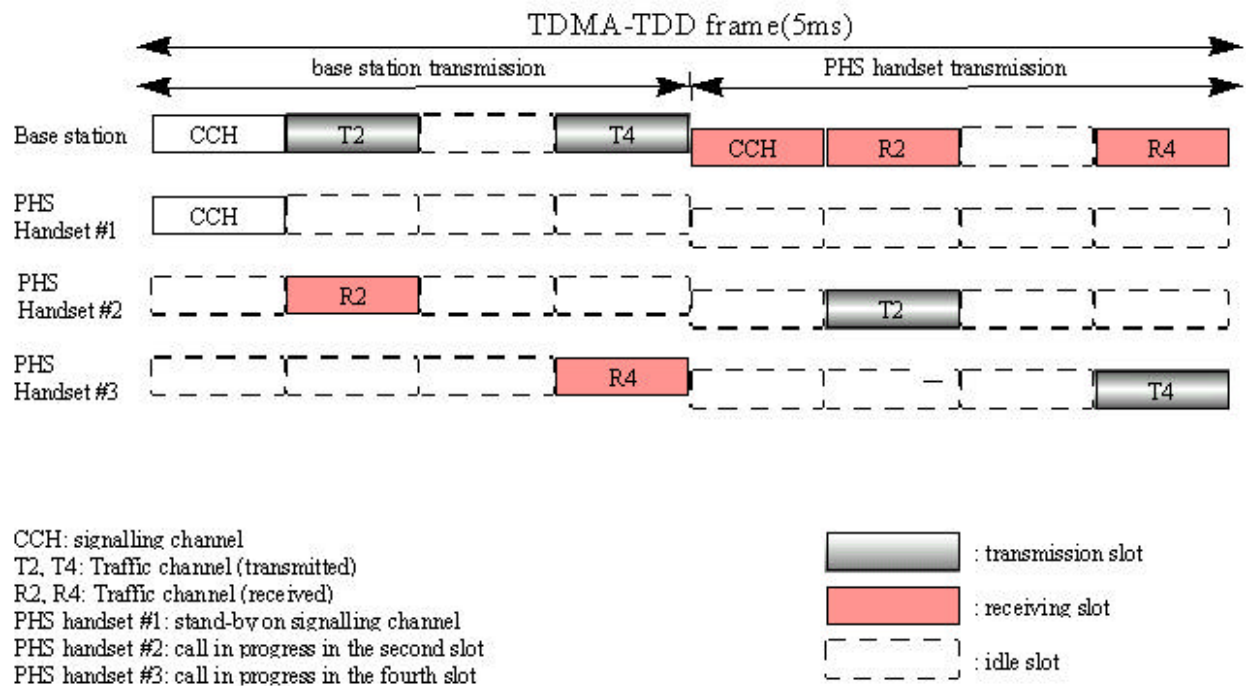 TDMA-TDD frame(5ms)
base station transmission
PHS handset transmission
Base station
CCH
T2
T4
CCH
R2
R4
PHS
Handset #1
CCH
PHS
Handset #2
R2
T2
PHS
Handset #3
R4
T4
CCH: signalling channel
T2, T4: Traffic channel (transmitted)
R2, R4: Traffic channel (received)
PHS handset #1: stand-by on signalling channel
PHS handset #2: call in progress in the second slot
PHS handset #3: call in progress in the fourth slot
: transmission slot
: receiving slot
: idle slot